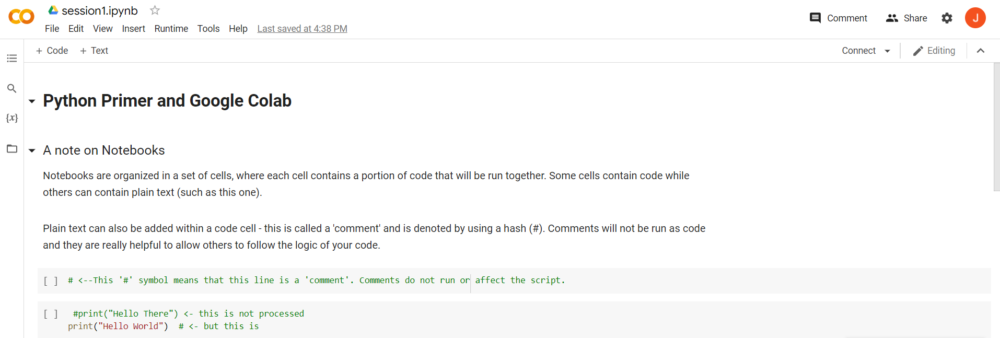 session1.ipynb
File Edit View Insert Runtime Tools Help Last saved at 4:38 PM
Comment Share J
+ Code + Text
Connect Editing
{x}
Python Primer and Google Colab
A note on Notebooks
Notebooks are organized in a set of cells, where each cell contains a portion of code that will be run together. Some cells contain code while
others can contain plain text (such as this one).
Plain text can also be added within a code cell - this is called a 'comment' and is denoted by using a hash (#). Comments will not be run as code
and they are really helpful to allow others to follow the logic of your code.
[ ] # <--This '#' symbol means that this line is a 'comment'. Comments do not run or affect the script.
[ ] #print("Hello There") <- this is not processed
print("Hello World") # <- but this is